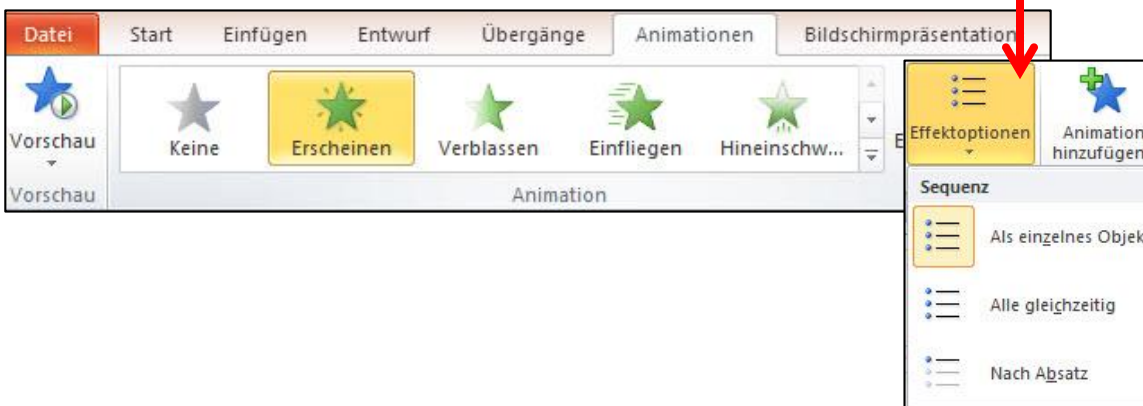 Datei Start Einfügen Entwurf Übergänge Animationen Bildschirmpräsentation
Vorschau
Keine Erscheinen Verblassen Einfliegen Hineinschw...
Effektoptionen
Animation
hinzufügen
Vorschau
Animation
Sequenz
Als einzelnes Objek
Alle gleichzeitig
Nach Absatz